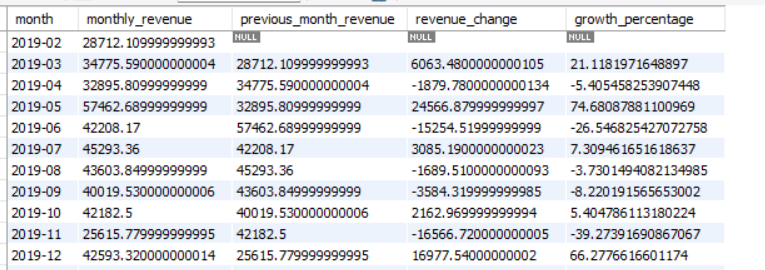 month monthly_revenue previous_month_revenue revenue_change growth_percentage
2019-02 28712.109999999993 NULL NULL NULL
2019-03 34775.590000000004 28712.109999999993 6063.4800000000105 21.1181971648897
2019-04 32895.80999999999 34775.590000000004 -1879.7800000000134 -5.405458253907448
2019-05 57462.68999999999 32895.80999999999 24566.879999999997 74.68087881100969
2019-06 42208.17 57462.68999999999 -15254.51999999999 -26.546825427072758
2019-07 45293.36 42208.17 3085.1900000000023 7.309461651618637
2019-08 43603.84999999999 45293.36 -1689.5100000000093 -3.7301494082134985
2019-09 40019.530000000006 43603.84999999999 -3584.319999999985 -8.220191565653002
2019-10 42182.5 40019.530000000006 2162.969999999994 5.404786113180224
2019-11 25615.779999999995 42182.5 -16566.720000000005 -39.27391690867067
2019-12 42593.320000000014 25615.779999999995 16977.54000000002 66.2776616601174